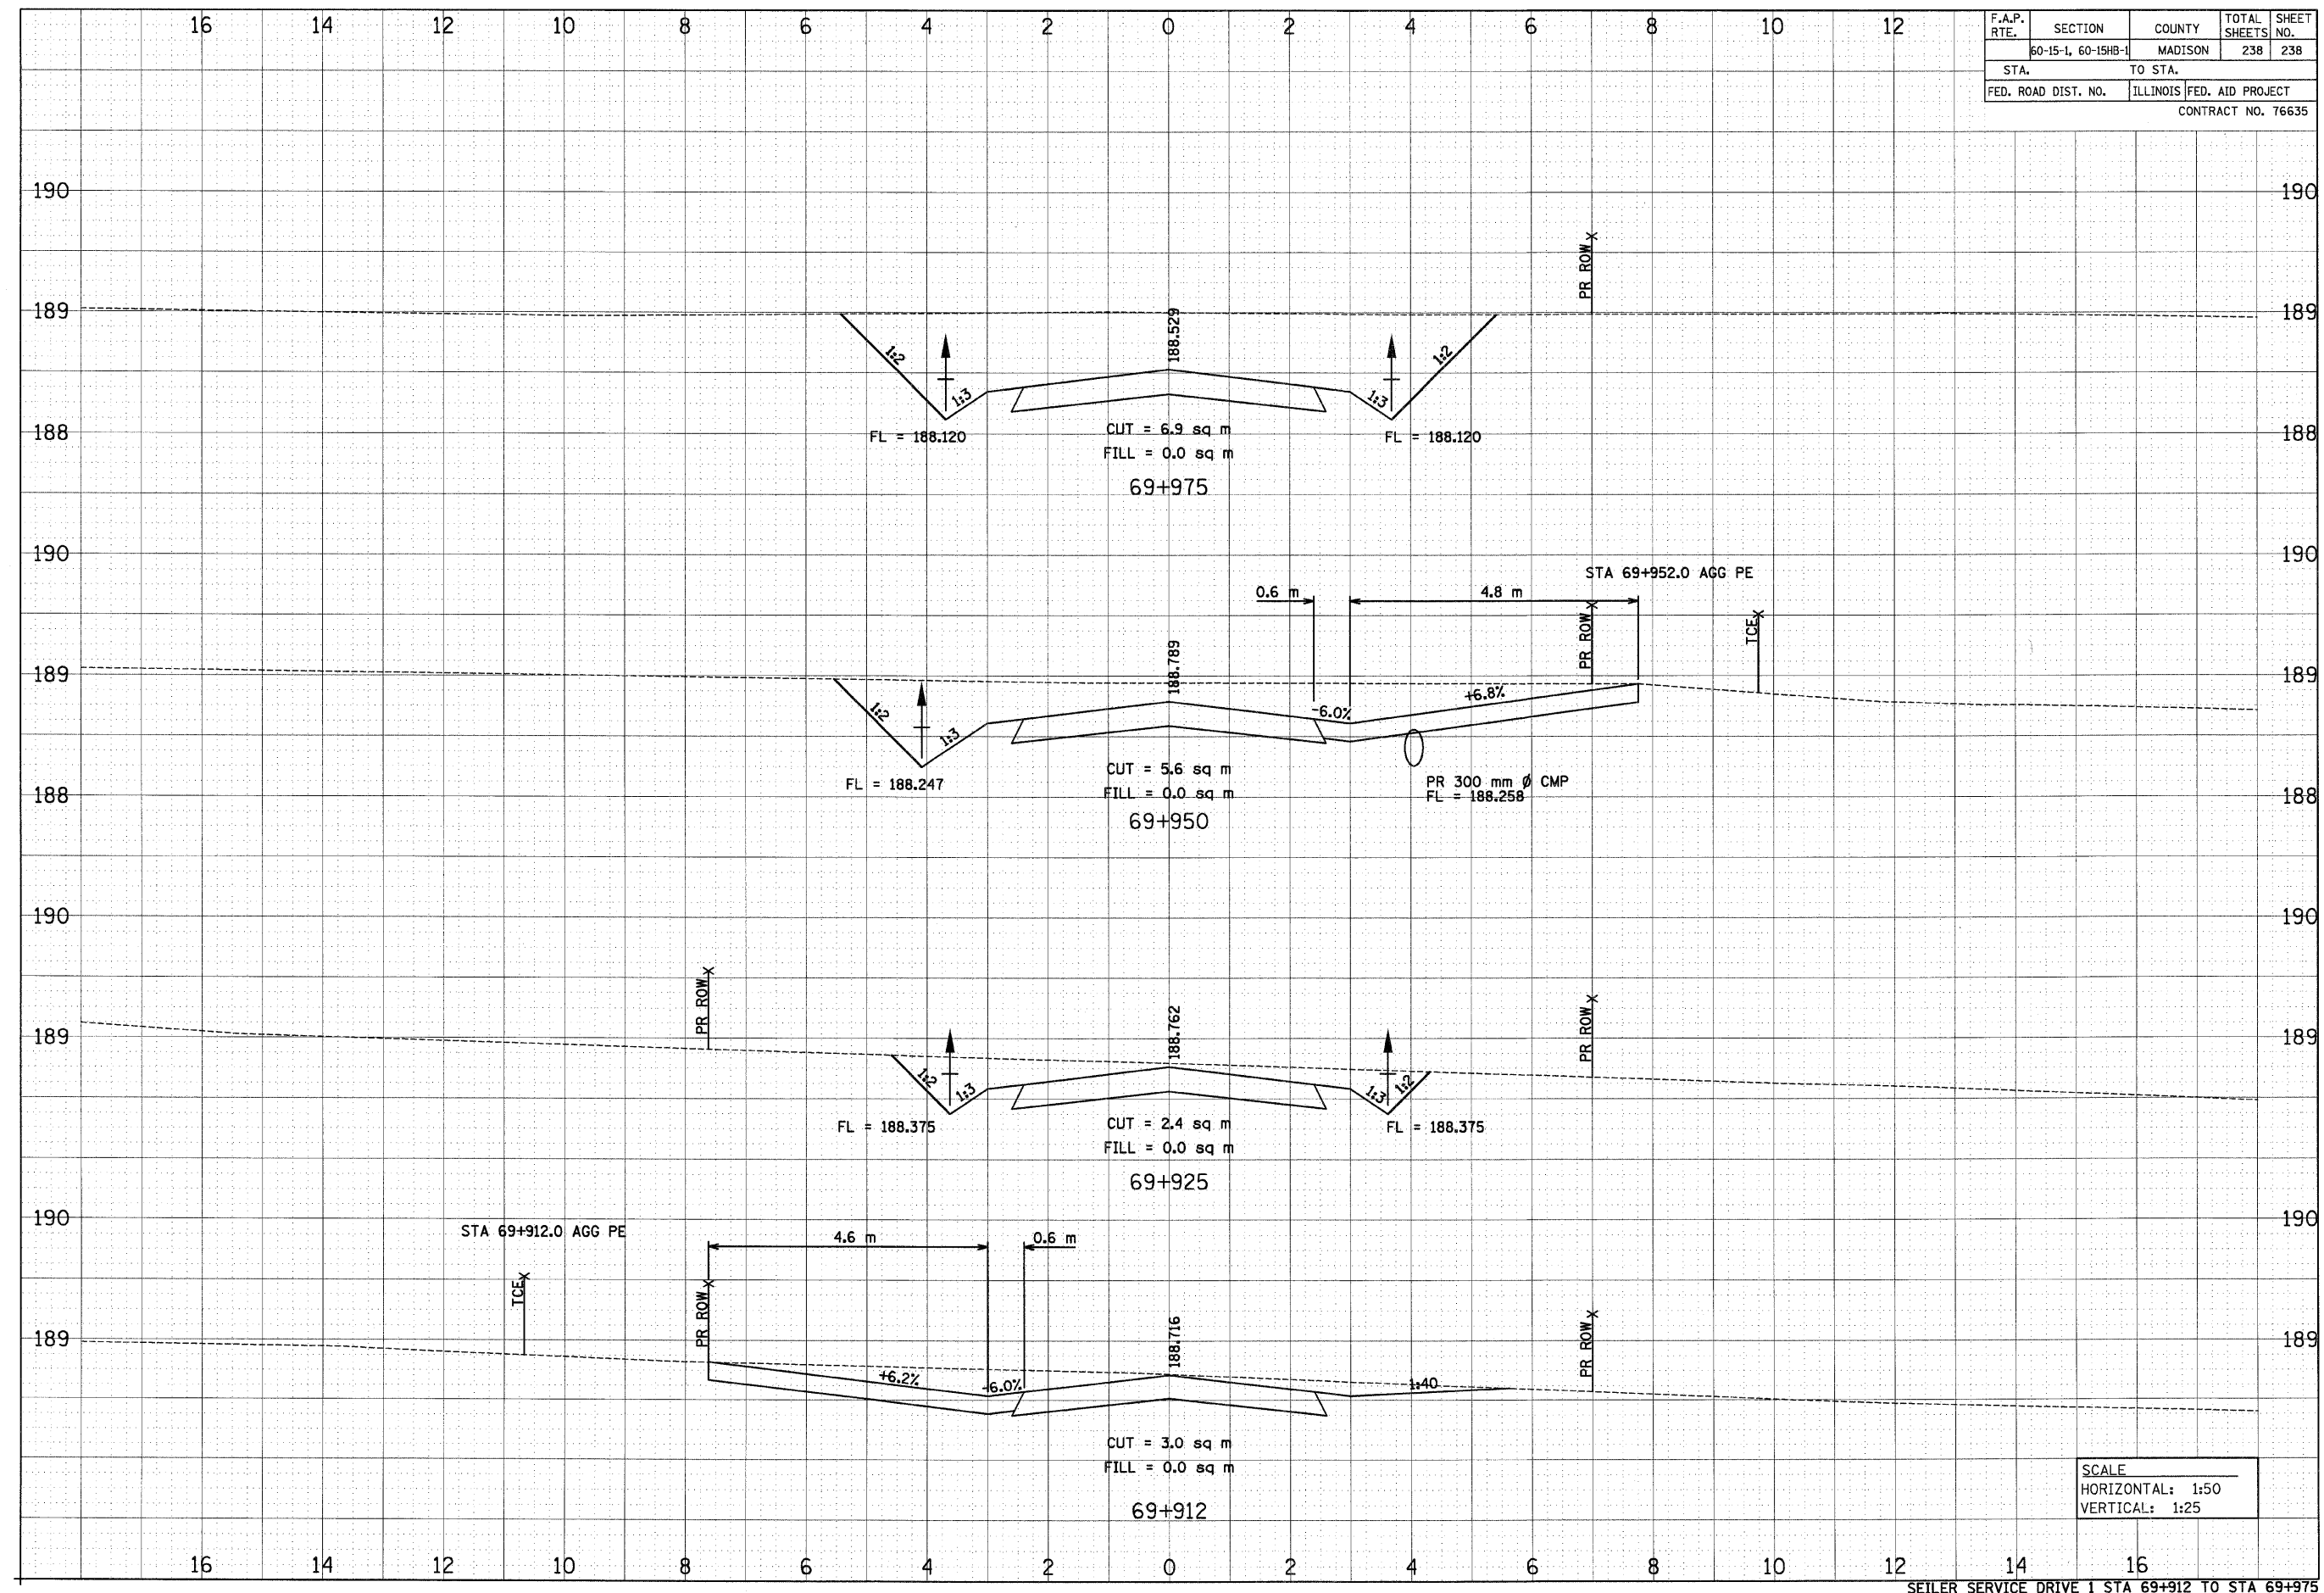 16 14 12 10 8 6 4 2 0 2 4 6 8 10 12
F.A.P. RTE. SECTION COUNTY TOTAL SHEETS SHEET NO.
60-15-1, 60-15HB-1 MADISON 238 238
STA. TO STA.
FED. ROAD DIST. NO. ILLINOIS FED. AID PROJECT
CONTRACT NO. 76635
190 190
PR ROW
189 189
188.529
1:2 1:3 1:3 1:2
188 188
FL = 188.120 FL = 188.120
CUT = 6.9 sq m
FILL = 0.0 sq m
69+975
190 190
STA 69+952.0 AGG PE
0.6 m 4.8 m
PR ROW TCE
189 189
188.789
1:2 1:3 -6.0% +6.8%
FL = 188.247
CUT = 5.6 sq m
FILL = 0.0 sq m
PR 300 mm Ø CMP
FL = 188.258
188 188
69+950
190 190
PR ROW PR ROW
189 189
188.762
1:2 1:3 1:3 1:2
FL = 188.375 FL = 188.375
CUT = 2.4 sq m
FILL = 0.0 sq m
69+925
190 190
STA 69+912.0 AGG PE
4.6 m 0.6 m
TCE PR ROW PR ROW
189 189
188.716
+6.2% -6.0% 1:40
CUT = 3.0 sq m
FILL = 0.0 sq m
69+912
SCALE
HORIZONTAL: 1:50
VERTICAL: 1:25
16 14 12 10 8 6 4 2 0 2 4 6 8 10 12 14 16
SEILER SERVICE DRIVE 1 STA 69+912 TO STA 69+975